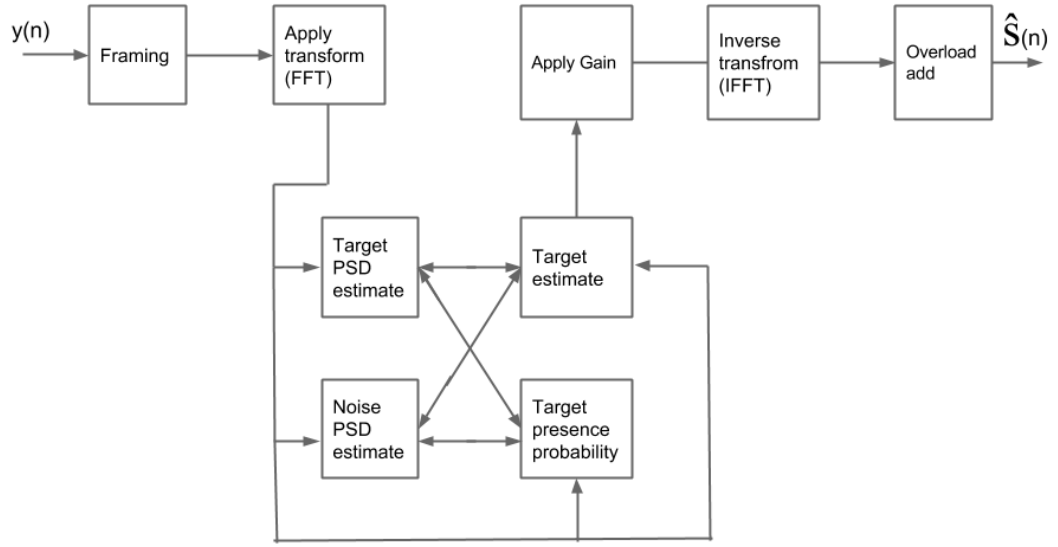 y(n)
Framing
Apply
transform
(FFT)
Apply Gain
Inverse
transfrom
(IFFT)
Overload
add
Ŝ(n)
Target
PSD
estimate
Target
estimate
Noise
PSD
estimate
Target
presence
probability